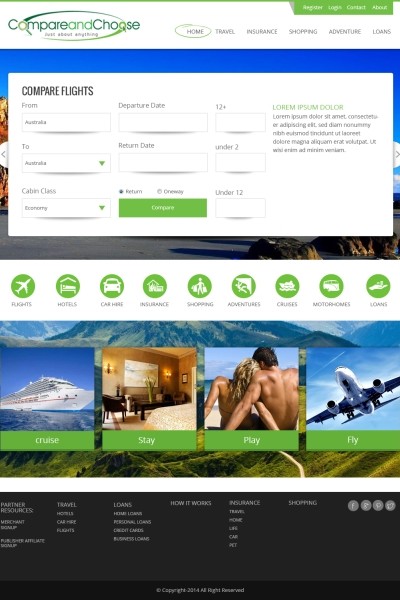 Register Login Contact About
CompareandChoose
Just about anything
HOME TRAVEL INSURANCE SHOPPING ADVENTURE LOANS
COMPARE FLIGHTS
From Departure Date 12+
Australia
To Return Date under 2
Australia
Cabin Class Return Oneway Under 12
Economy Compare
LOREM IPSUM DOLOR
Lorem ipsum dolor sit amet, consectetu
er adipiscing elit, sed diam nonummy
nibh euismod tincidunt ut laoreet
dolore magna aliquam erat volutpat. Ut
wisi enim ad minim veniam.
FLIGHTS HOTELS CAR HIRE INSURANCE SHOPPING ADVENTURES CRUISES MOTORHOMES LOANS
cruise Stay Play Fly
PARTNER
RESOURCES:
MERCHANT
SIGNUP
PUBLISHER AFFILIATE
SIGNUP
TRAVEL
HOTELS
CAR HIRE
FLIGHTS
LOANS
HOME LOANS
PERSONAL LOANS
CREDIT CARDS
BUSINESS LOANS
HOW IT WORKS
INSURANCE
TRAVEL
HOME
LIFE
CAR
PET
SHOPPING
© Copyright-2014 All Right Reserved